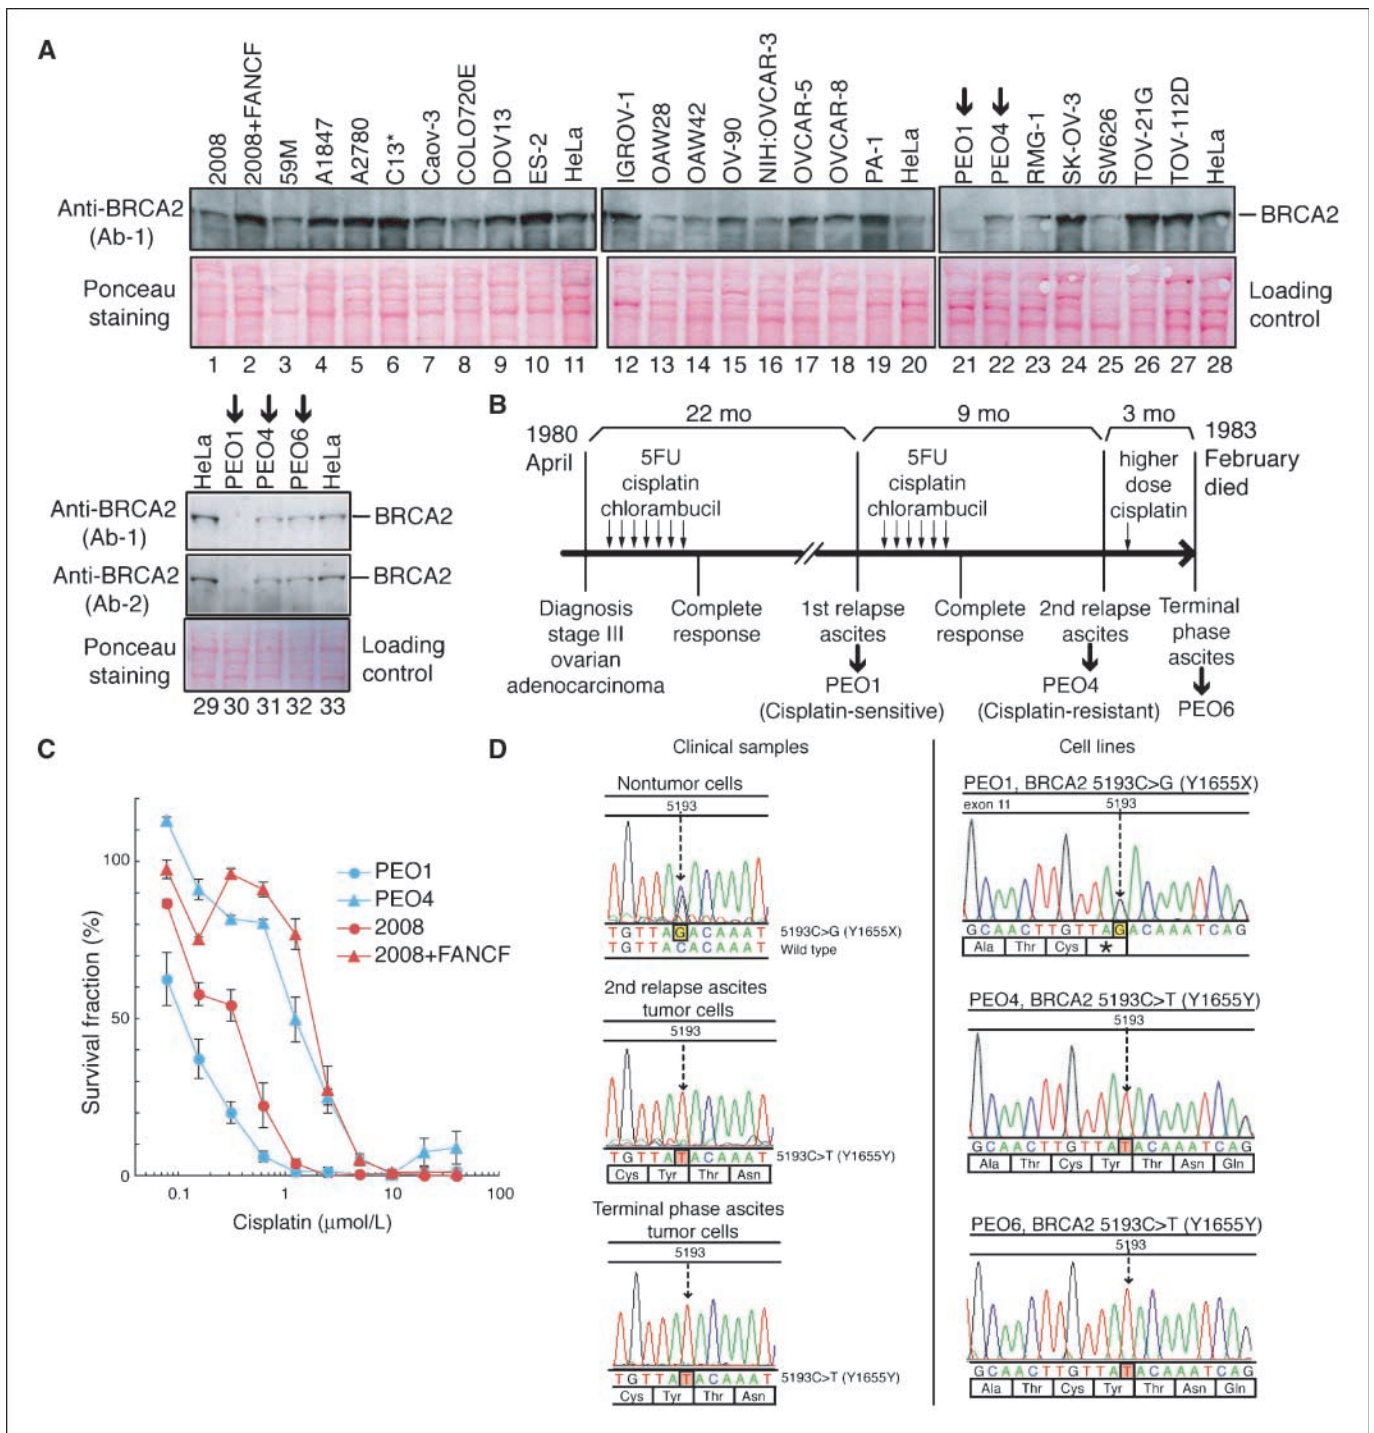 A
2008
2008+FANCF
59M
A1847
A2780
C13*
Caov-3
COLO720E
DOV13
ES-2
HeLa
IGROV-1
OAW28
OAW42
OV-90
NIH:OVCAR-3
OVCAR-5
OVCAR-8
PA-1
HeLa
PEO1
PEO4
RMG-1
SK-OV-3
SW626
TOV-21G
TOV-112D
HeLa
Anti-BRCA2
(Ab-1)
BRCA2
Ponceau
staining
Loading
control
1 2 3 4 5 6 7 8 9 10 11 12 13 14 15 16 17 18 19 20 21 22 23 24 25 26 27 28
HeLa
PEO1
PEO4
PEO6
HeLa
Anti-BRCA2
(Ab-1)
BRCA2
Anti-BRCA2
(Ab-2)
BRCA2
Ponceau
staining
Loading
control
29 30 31 32 33
B
22 mo
9 mo
3 mo
1980
April
5FU
cisplatin
chlorambucil
5FU
cisplatin
chlorambucil
higher
dose
cisplatin
1983
February
died
Diagnosis
stage III
ovarian
adenocarcinoma
Complete
response
1st relapse
ascites
PEO1
(Cisplatin-sensitive)
Complete
response
2nd relapse
ascites
PEO4
(Cisplatin-resistant)
Terminal
phase
ascites
PEO6
C
Survival fraction (%)
100
50
0
0.1 1 10 100
Cisplatin (μmol/L)
PEO1
PEO4
2008
2008+FANCF
D
Clinical samples
Nontumor cells
5193
TGTTAGACAAAT 5193C>G (Y1655X)
TGTTACACAAAT Wild type
2nd relapse ascites
tumor cells
5193
TGTTATACAAAT 5193C>T (Y1655Y)
Cys Tyr Thr Asn
Terminal phase ascites
tumor cells
5193
TGTTATACAAAT 5193C>T (Y1655Y)
Cys Tyr Thr Asn
Cell lines
PEO1, BRCA2 5193C>G (Y1655X)
exon 11 5193
GCAACTTGTTAGACAAATCAG
Ala Thr Cys *
PEO4, BRCA2 5193C>T (Y1655Y)
5193
GCAACTTGTTATACAAATCAG
Ala Thr Cys Tyr Thr Asn Gln
PEO6, BRCA2 5193C>T (Y1655Y)
5193
GCAACTTGTTATACAAATCAG
Ala Thr Cys Tyr Thr Asn Gln